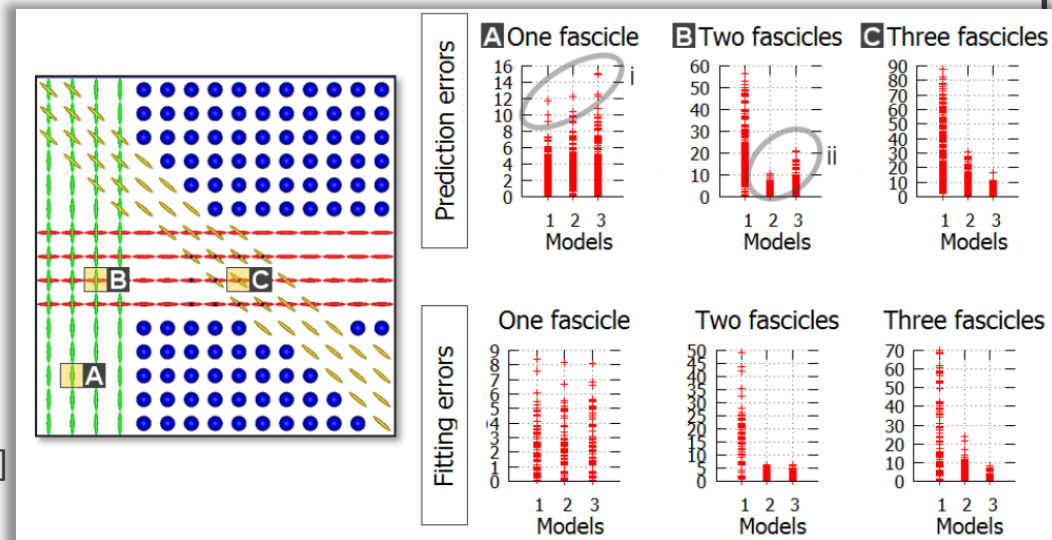 A One fascicle
B Two fascicles
C Three fascicles
Prediction errors
16
14
12
10
8
6
4
2
0
i
1 2 3
Models
60
50
40
30
20
10
0
ii
1 2 3
Models
90
80
70
60
50
40
30
20
10
0
1 2 3
Models
B
C
A
Fitting errors
One fascicle
9
8
7
6
5
4
3
2
1
0
1 2 3
Models
Two fascicles
50
45
40
35
30
25
20
15
10
5
0
1 2 3
Models
Three fascicles
70
60
50
40
30
20
10
0
1 2 3
Models